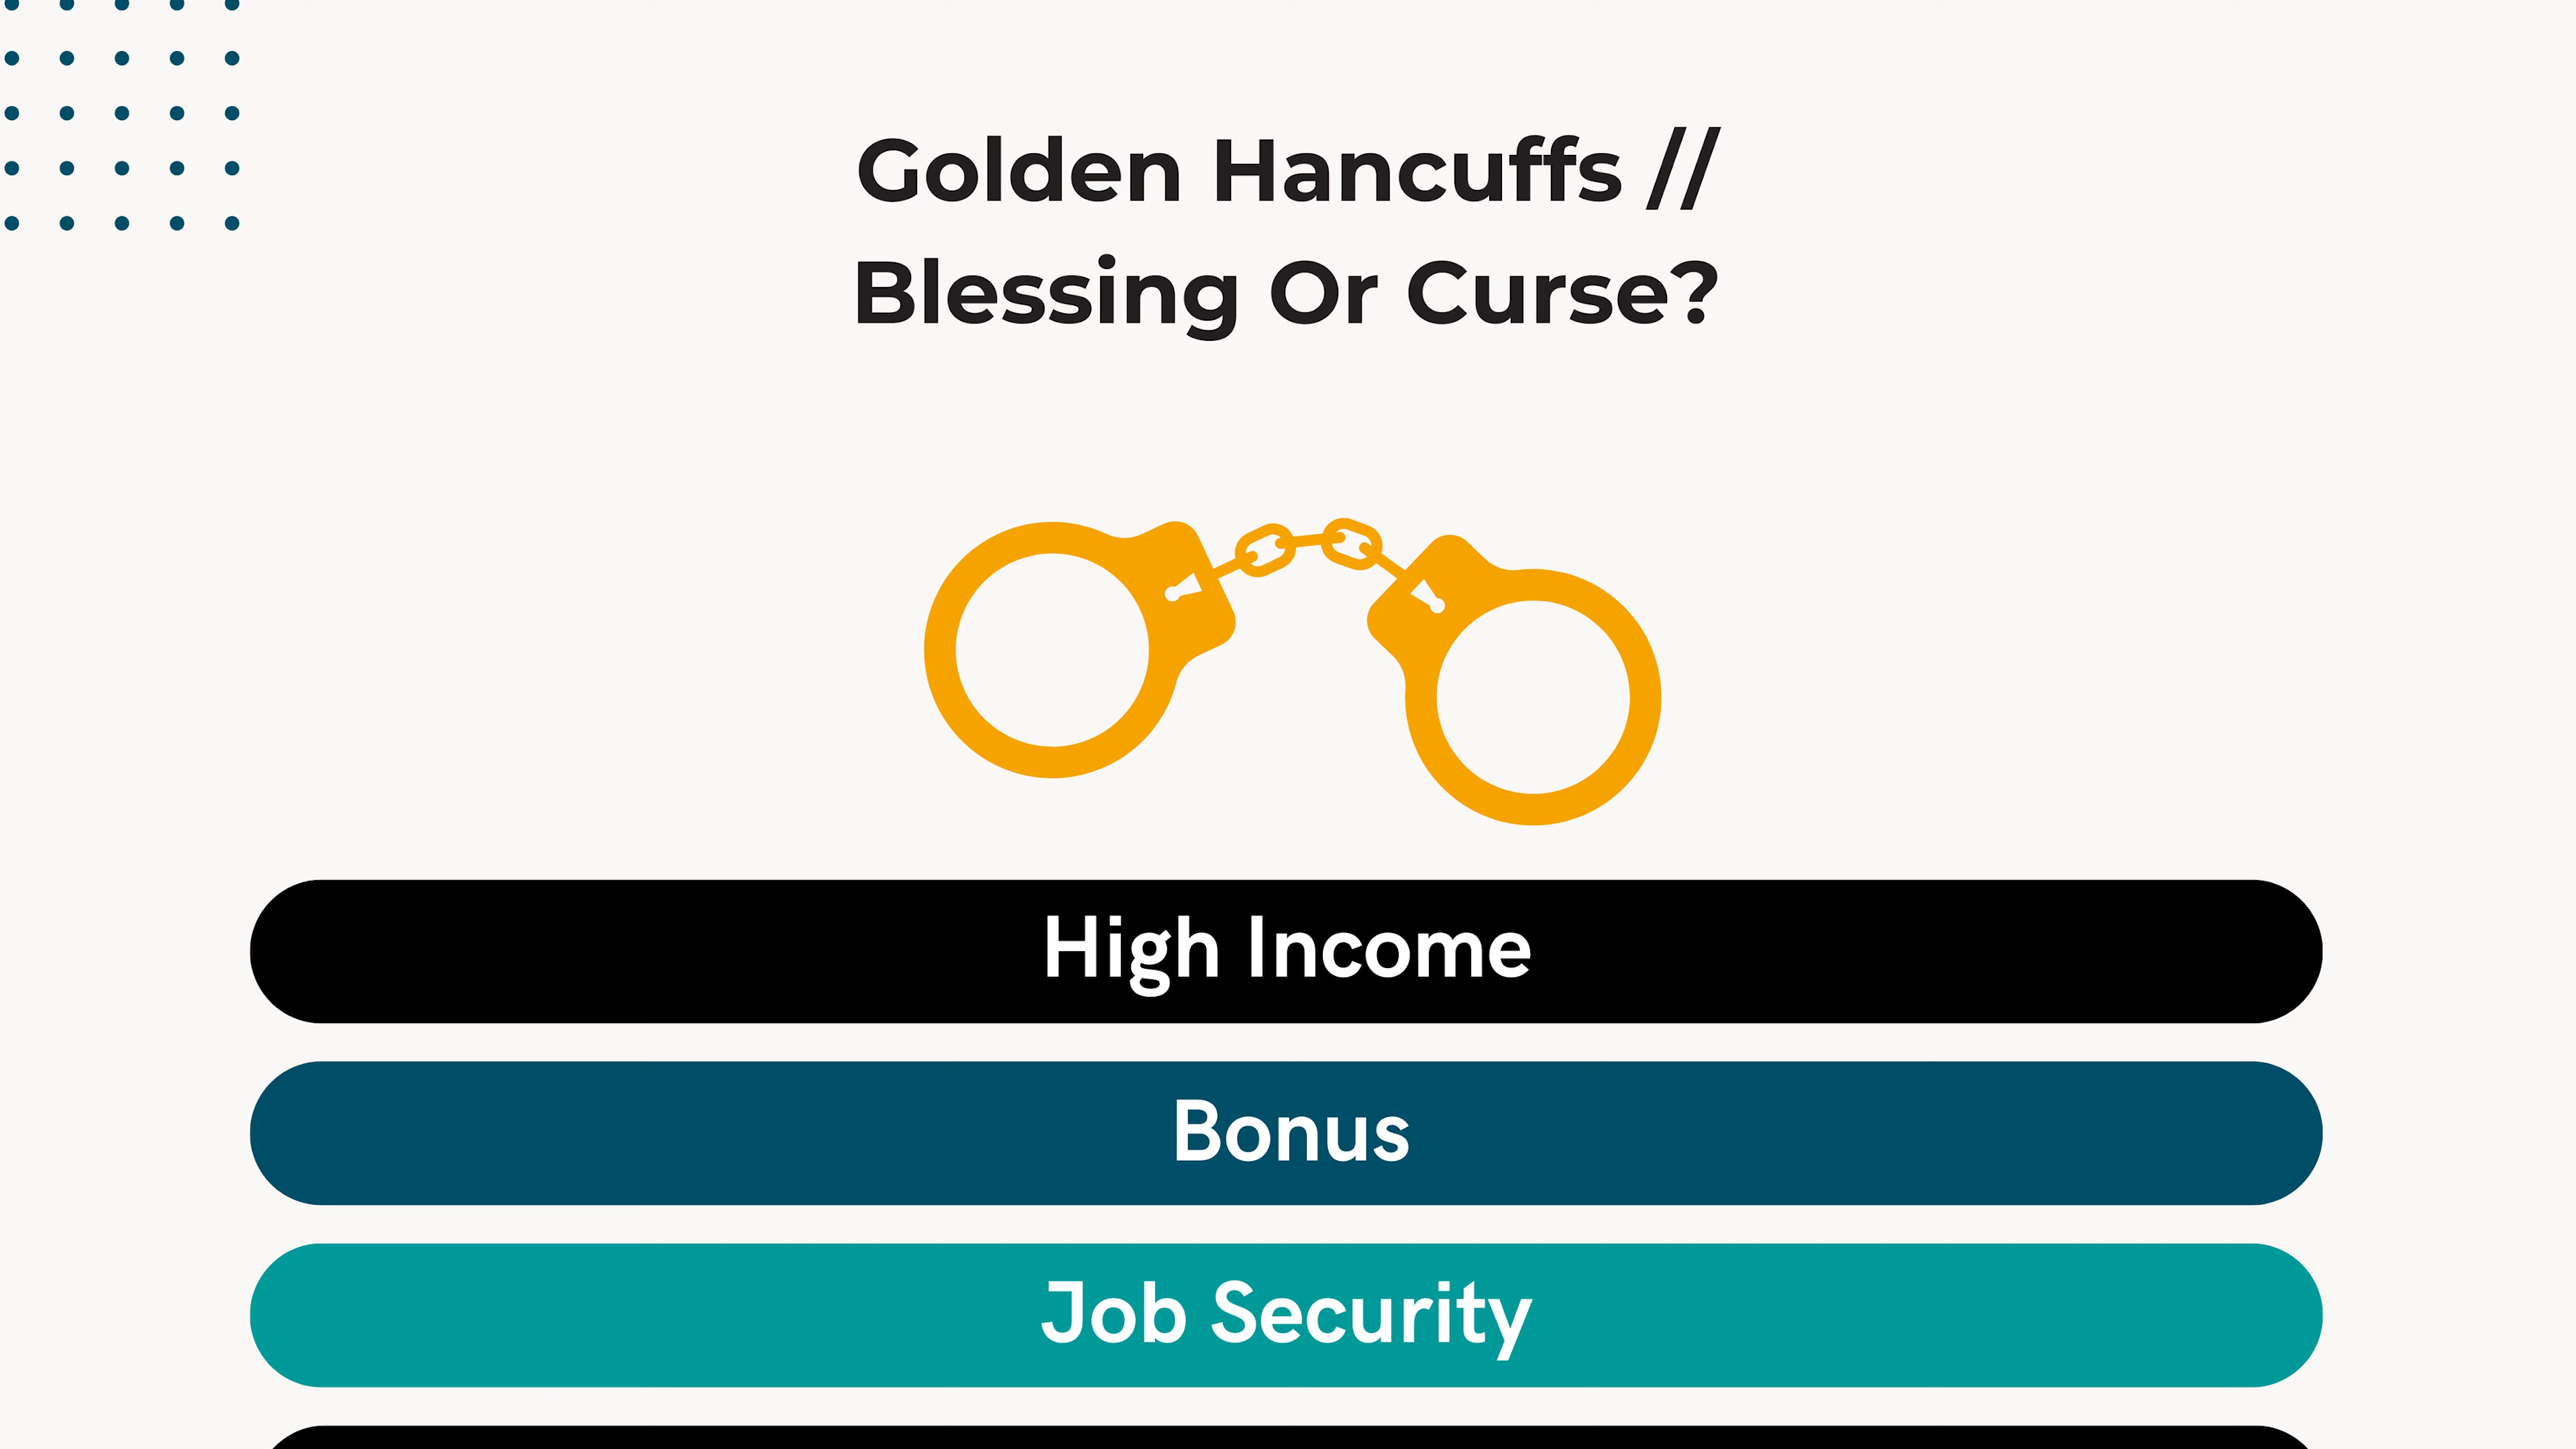 Golden Hancuffs //
Blessing Or Curse?
High Income
Bonus
Job Security